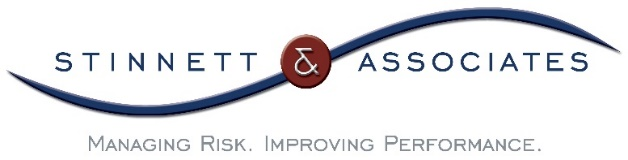 STINNETT & ASSOCIATES
MANAGING RISK. IMPROVING PERFORMANCE.